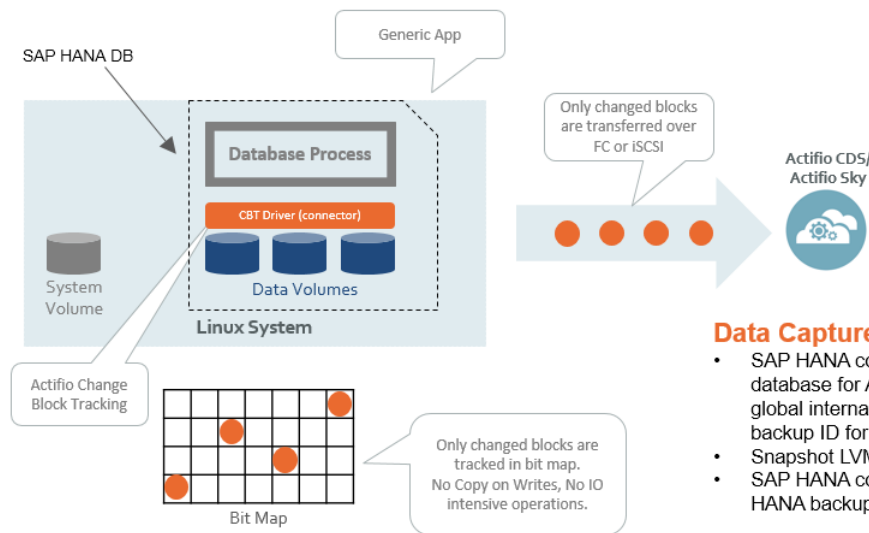 Generic App
SAP HANA DB
Only changed blocks
are transferred over
FC or iSCSI
Database Process
Actifio CDS/
Actifio Sky
CBT Driver (connector)
System
Volume
Data Volumes
Linux System
Actifio Change
Block Tracking
Data Capture
• SAP HANA co
database for A
global interna
backup ID for
• Snapshot LVM
• SAP HANA co
HANA backup
Only changed blocks are
tracked in bit map.
No Copy on Writes, No IO
intensive operations.
Bit Map